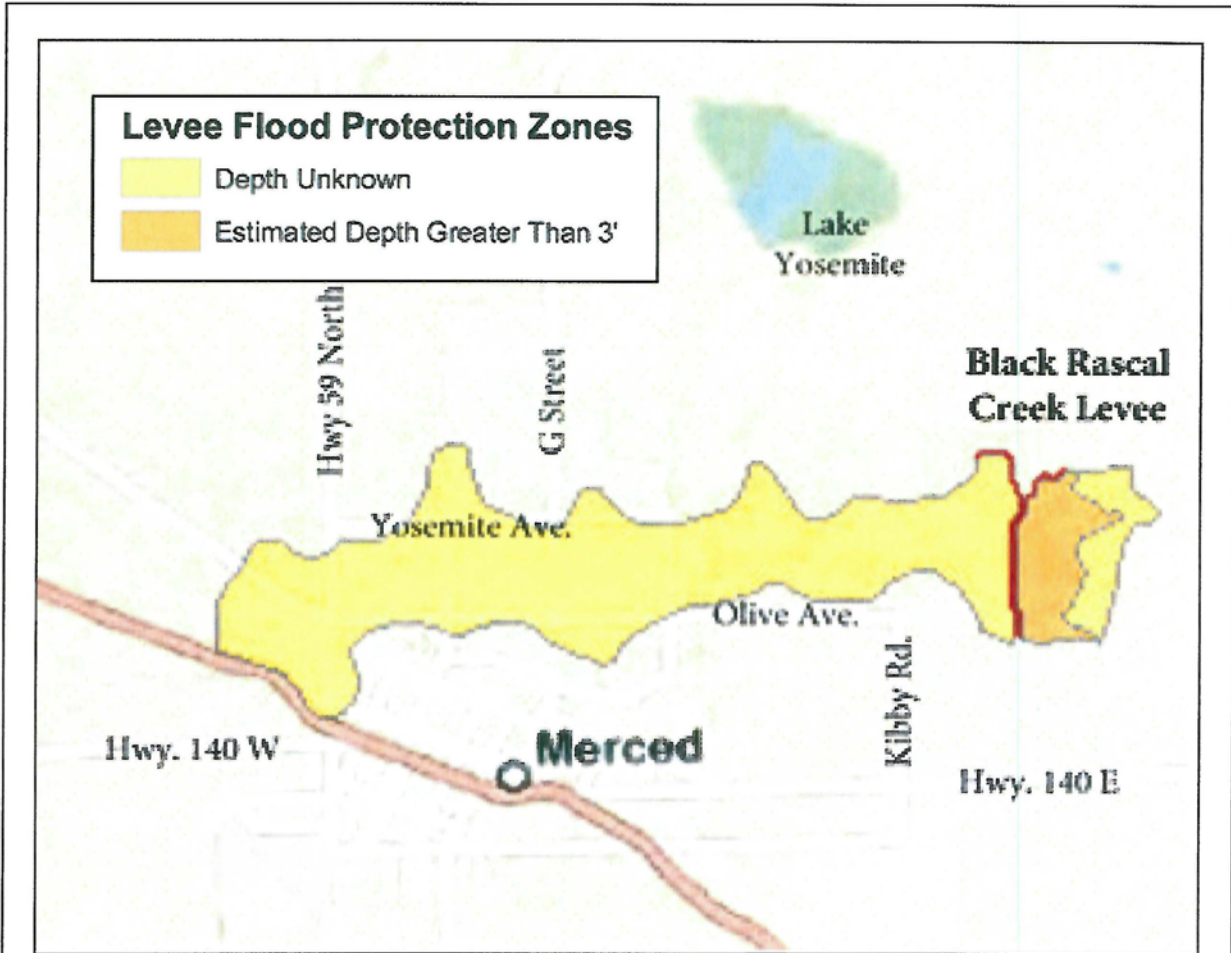 Levee Flood Protection Zones
Depth Unknown
Estimated Depth Greater Than 3'
Lake
Yosemite
Hwy 59 North
G Street
Black Rascal
Creek Levee
Yosemite Ave.
Olive Ave.
Kibby Rd.
Hwy. 140 W
Merced
Hwy. 140 E